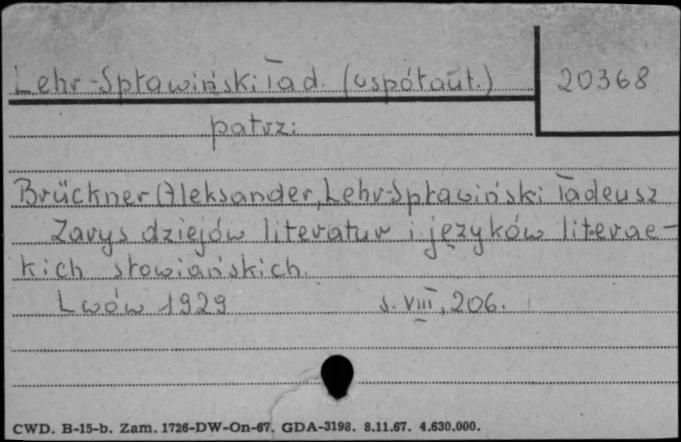 Lehr-Spławiński Tad. (współaut.) 20368
patrz:
Brückner Aleksander, Lehr-Spławiński Tadeusz
Zarys dziejów literatur i języków literac-
kich słowiańskich.
Lwów 1929 s. VIII, 206.
CWD. B-15-b. Zam. 1726-DW-On-67. GDA-3198. 8.11.67. 4.630.000.